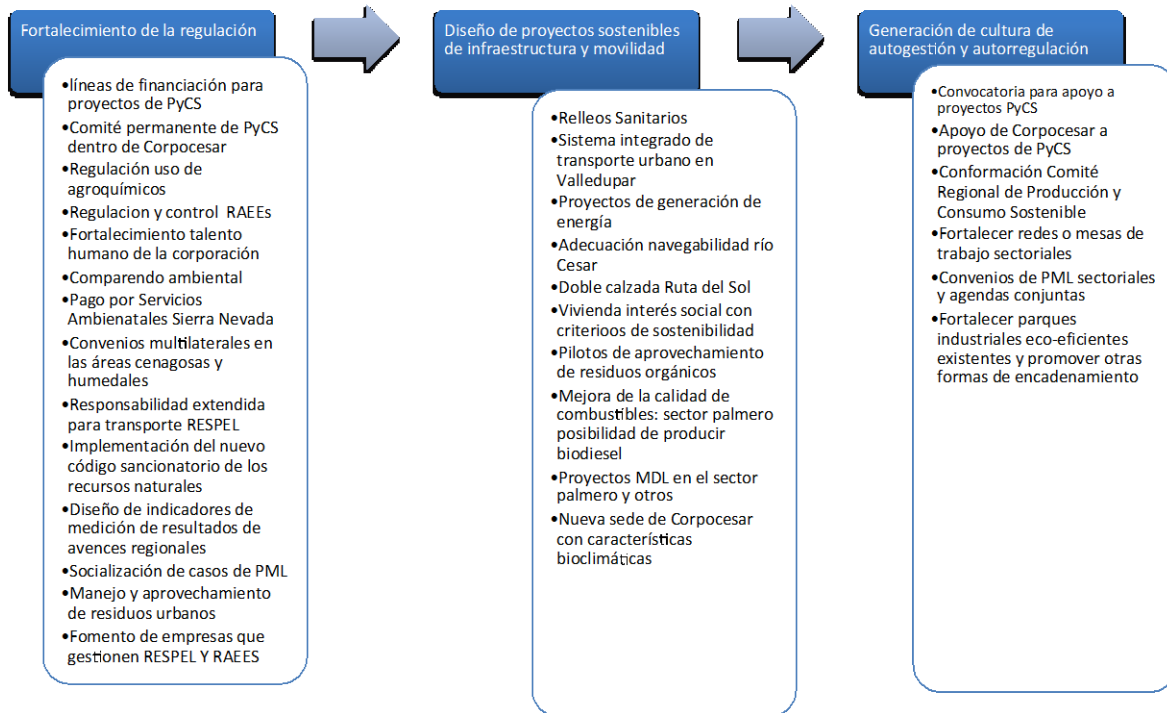 Fortalecimiento de la regulación
•líneas de financiación para
proyectos de PyCS
•Comité permanente de PyCS
dentro de Corpocesar
•Regulación uso de
agroquímicos
•Regulacion y control RAEEs
•Fortalecimiento talento
humano de la corporación
•Comparendo ambiental
•Pago por Servicios
Ambienatales Sierra Nevada
•Convenios multilaterales en
las áreas cenagosas y
humedales
•Responsabilidad extendida
para transporte RESPEL
•Implementación del nuevo
código sancionatorio de los
recursos naturales
•Diseño de indicadores de
medición de resultados de
avences regionales
•Socialización de casos de PML
•Manejo y aprovechamiento
de residuos urbanos
•Fomento de empresas que
gestionen RESPEL Y RAEES
Diseño de proyectos sostenibles
de infraestructura y movilidad
•Relleos Sanitarios
•Sistema integrado de
transporte urbano en
Valledupar
•Proyectos de generación de
energía
•Adecuación navegabilidad río
Cesar
•Doble calzada Ruta del Sol
•Vivienda interés social con
criterioos de sostenibilidad
•Pilotos de aprovechamiento
de residuos orgánicos
•Mejora de la calidad de
combustibles: sector palmero
posibilidad de producir
biodiesel
•Proyectos MDL en el sector
palmero y otros
•Nueva sede de Corpocesar
con características
bioclimáticas
Generación de cultura de
autogestión y autorregulación
•Convocatoria para apoyo a
proyectos PyCS
•Apoyo de Corpocesar a
proyectos de PyCS
•Conformación Comité
Regional de Producción y
Consumo Sostenible
•Fortalecer redes o mesas de
trabajo sectoriales
•Convenios de PML sectoriales
y agendas conjuntas
•Fortalecer parques
industriales eco-eficientes
existentes y promover otras
formas de encadenamiento